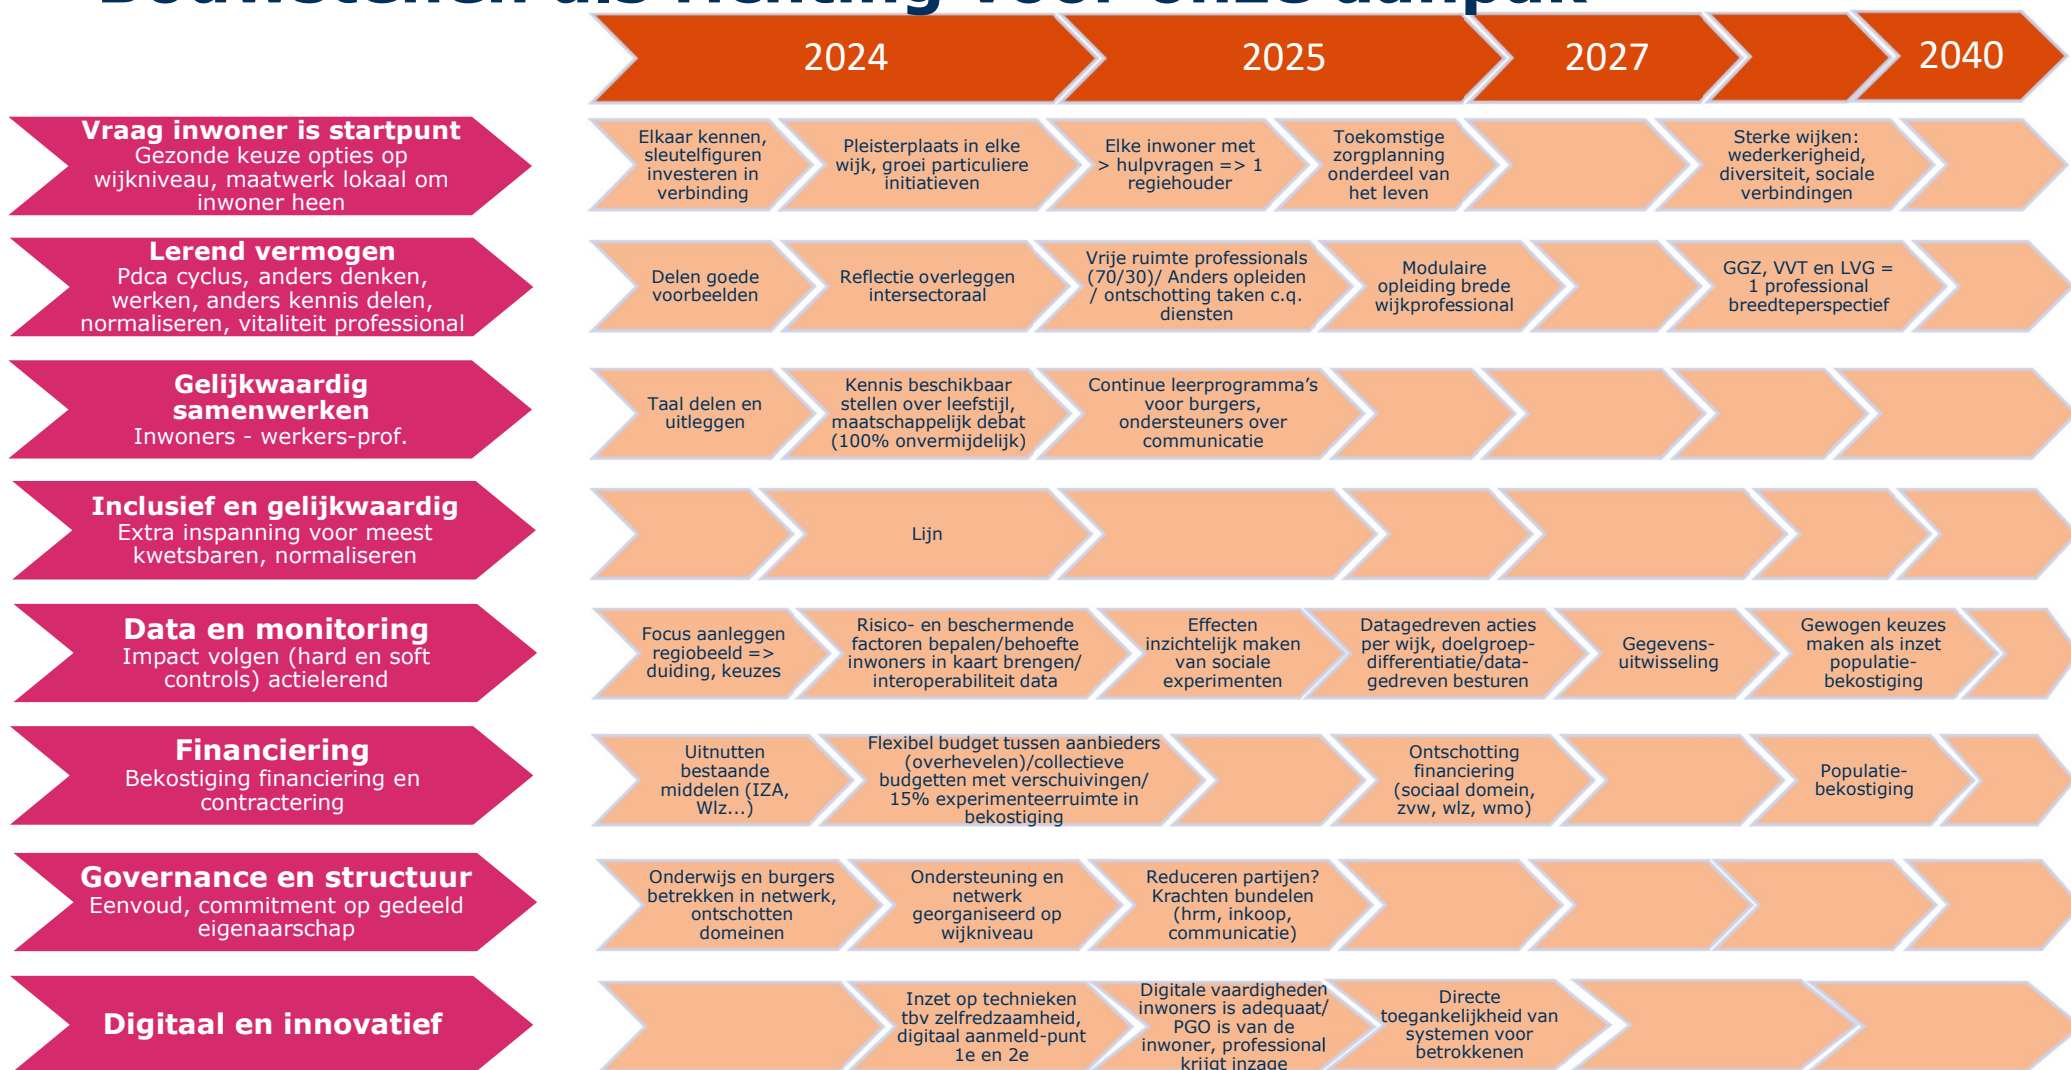 Bouwstenen als richting voor onze aanpak
2024
2025
2027
2040
Vraag inwoner is startpunt
Gezonde keuze opties op
wijkniveau, maatwerk lokaal om
inwoner heen
Elkaar kennen,
sleutelfiguren
investeren in
verbinding
Pleisterplaats in elke
wijk, groei particuliere
initiatieven
Elke inwoner met
> hulpvragen => 1
regiehouder
Toekomstige
zorgplanning
onderdeel van
het leven
Sterke wijken:
wederkerigheid,
diversiteit, sociale
verbindingen
Lerend vermogen
Pdca cyclus, anders denken,
werken, anders kennis delen,
normaliseren, vitaliteit professional
Delen goede
voorbeelden
Reflectie overleggen
intersectoraal
Vrije ruimte professionals
(70/30)/ Anders opleiden
/ ontschotting taken c.q.
diensten
Modulaire
opleiding brede
wijkprofessional
GGZ, VVT en LVG =
1 professional
breedteperspectief
Gelijkwaardig
samenwerken
Inwoners - werkers-prof.
Taal delen en
uitleggen
Kennis beschikbaar
stellen over leefstijl,
maatschappelijk debat
(100% onvermijdelijk)
Continue leerprogramma's
voor burgers,
ondersteuners over
communicatie
Inclusief en gelijkwaardig
Extra inspanning voor meest
kwetsbaren, normaliseren
Lijn
Data en monitoring
Impact volgen (hard en soft
controls) actielerend
Focus aanleggen
regiobeeld =>
duiding, keuzes
Risico- en beschermende
factoren bepalen/behoefte
inwoners in kaart brengen/
interoperabiliteit data
Effecten
inzichtelijk maken
van sociale
experimenten
Datagedreven acties
per wijk, doelgroep-
differentiatie/data-
gedreven besturen
Gegevens-
uitwisseling
Gewogen keuzes
maken als inzet
populatie-
bekostiging
Financiering
Bekostiging financiering en
contractering
Uitnutten
bestaande
middelen (IZA,
Wlz...)
Flexibel budget tussen aanbieders
(overhevelen)/collectieve
budgetten met verschuivingen/
15% experimenteerruimte in
bekostiging
Ontschotting
financiering
(sociaal domein,
zvw, wlz, wmo)
Populatie-
bekostiging
Governance en structuur
Eenvoud, commitment op gedeeld
eigenaarschap
Onderwijs en burgers
betrekken in netwerk,
ontschotten
domeinen
Ondersteuning en
netwerk
georganiseerd op
wijkniveau
Reduceren partijen?
Krachten bundelen
(hrm, inkoop,
communicatie)
Digitaal en innovatief
Inzet op technieken
tbv zelfredzaamheid,
digitaal aanmeld-punt
1e en 2e
Digitale vaardigheden
inwoners is adequaat/
PGO is van de
inwoner, professional
krijgt inzage
Directe
toegankelijkheid van
systemen voor
betrokkenen